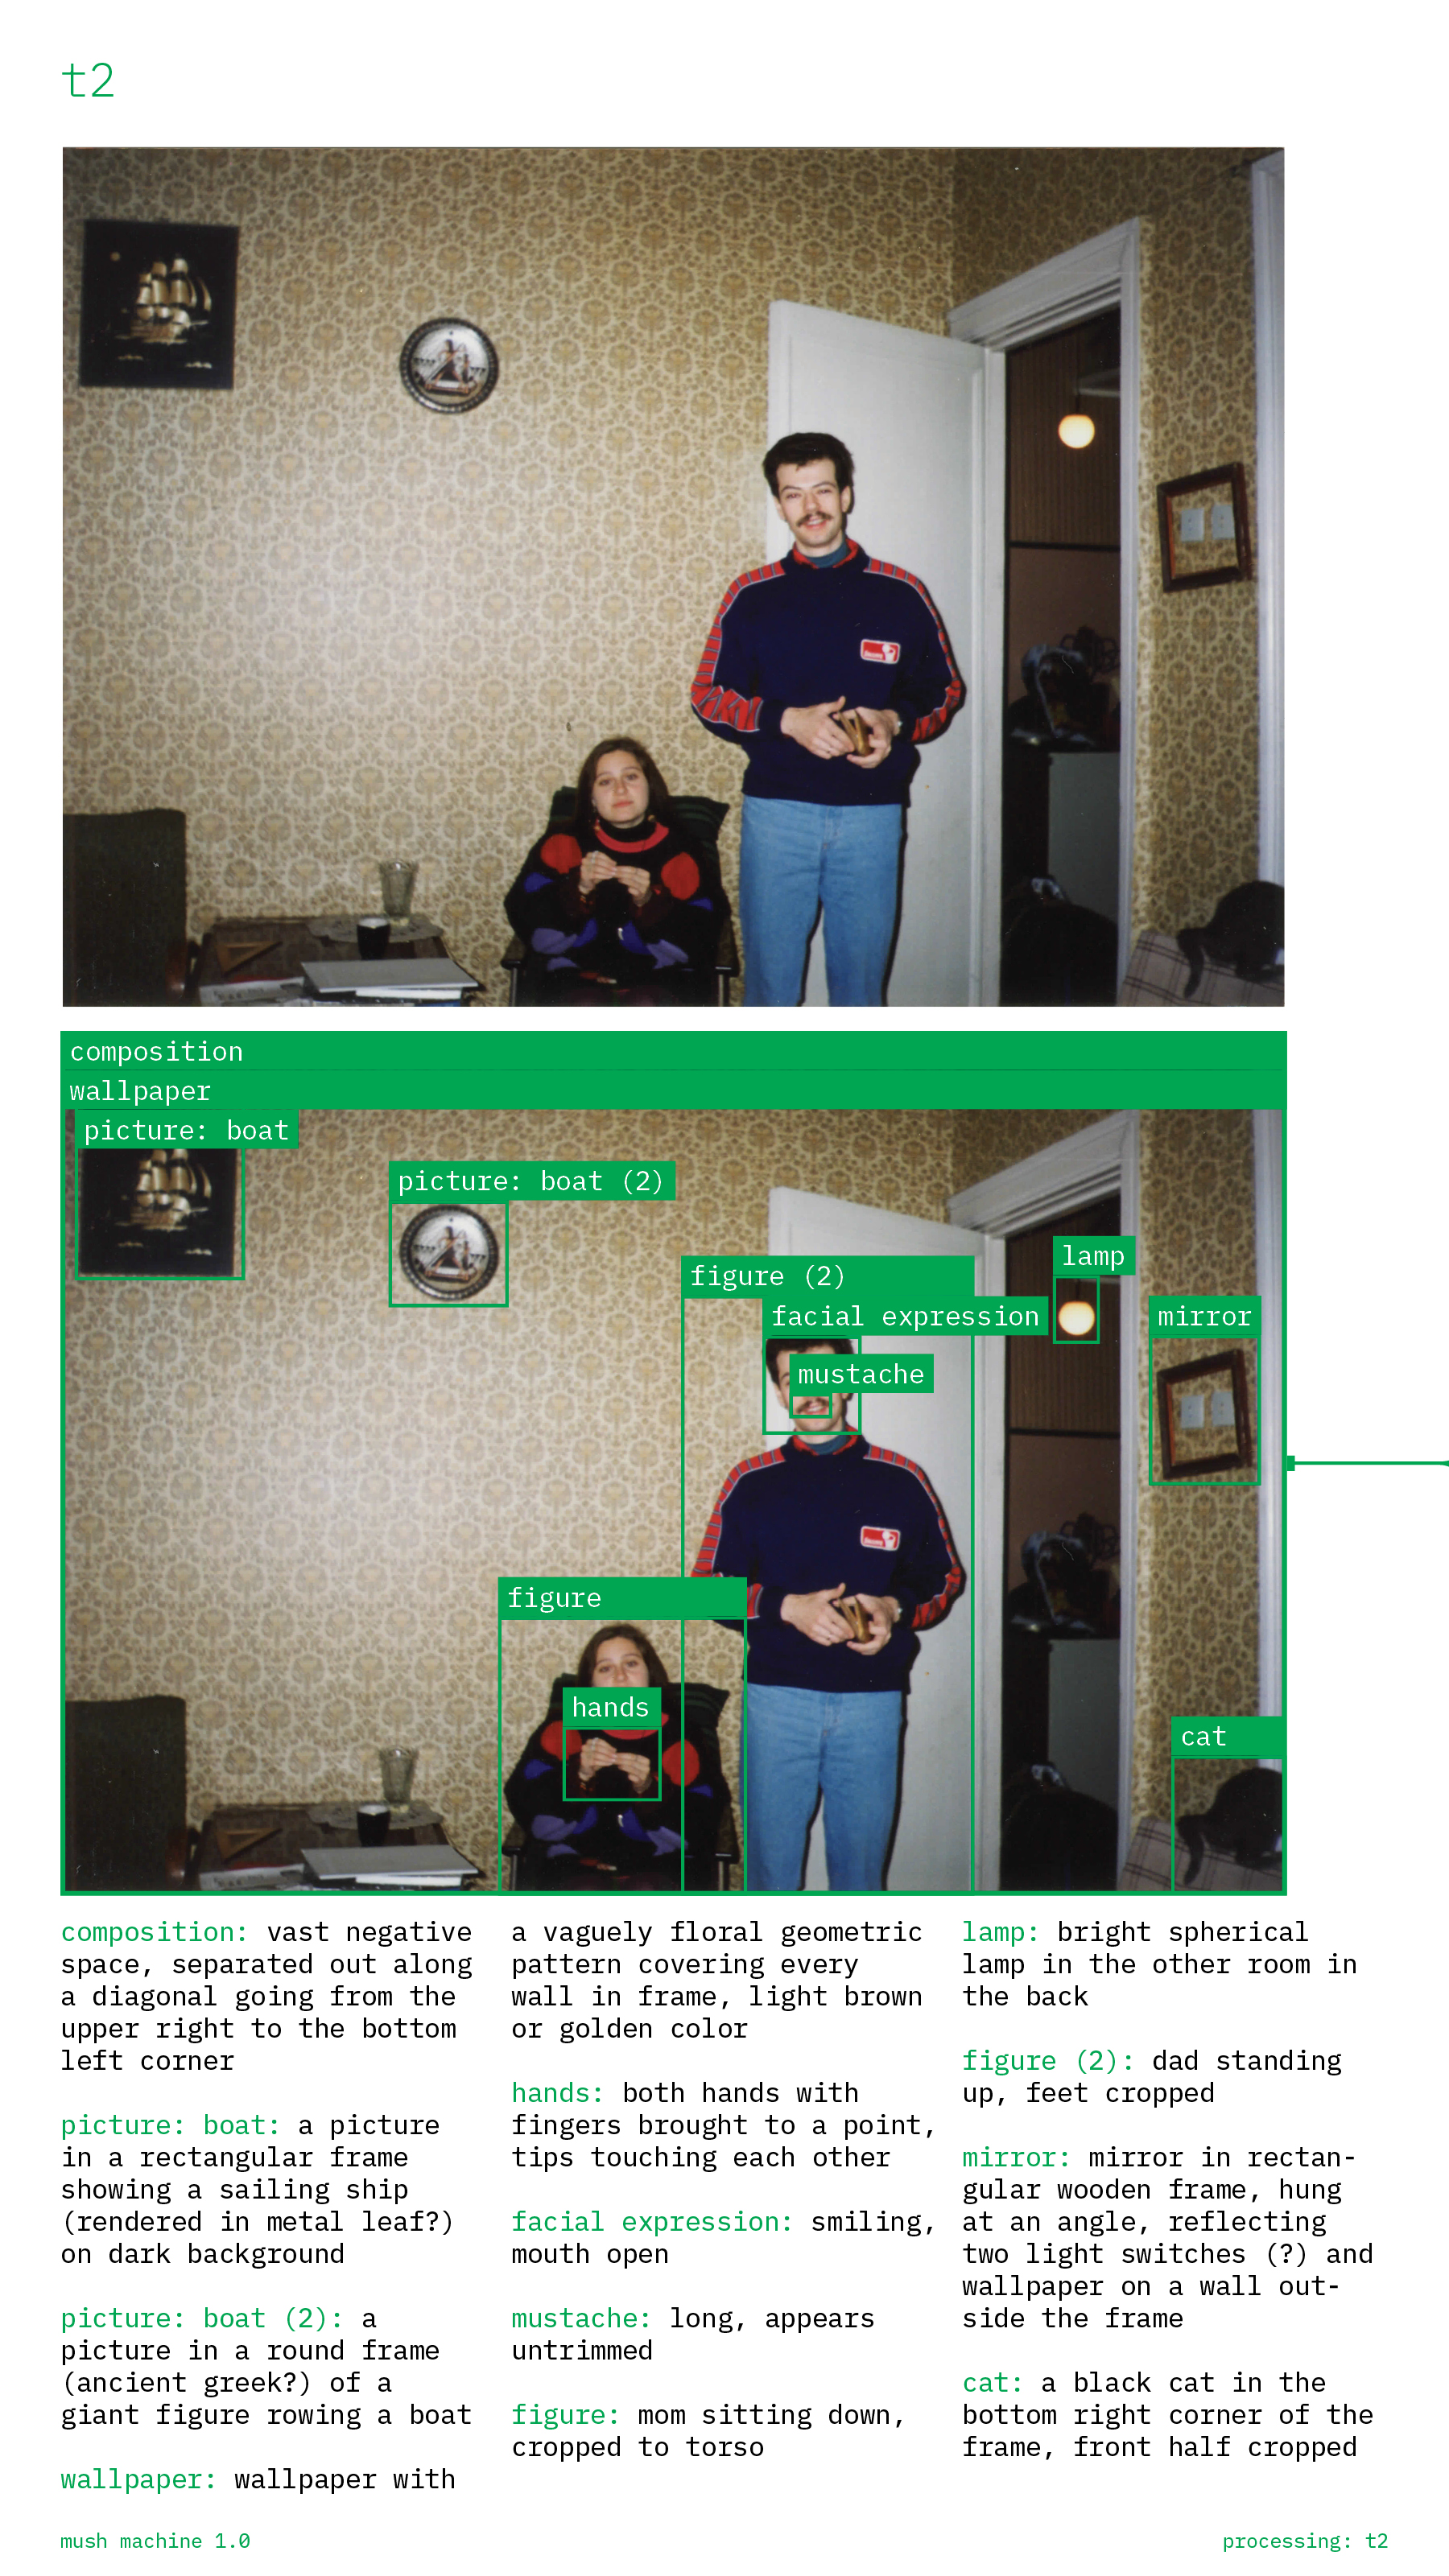 t2
composition
wallpaper
picture: boat
picture: boat (2)
figure (2)
lamp
facial expression
mirror
mustache
figure
hands
cat
composition: vast negative
space, separated out along
a diagonal going from the
upper right to the bottom
left corner
picture: boat: a picture
in a rectangular frame
showing a sailing ship
(rendered in metal leaf?)
on dark background
picture: boat (2): a
picture in a round frame
(ancient greek?) of a
giant figure rowing a boat
wallpaper: wallpaper with
a vaguely floral geometric
pattern covering every
wall in frame, light brown
or golden color
hands: both hands with
fingers brought to a point,
tips touching each other
facial expression: smiling,
mouth open
mustache: long, appears
untrimmed
figure: mom sitting down,
cropped to torso
lamp: bright spherical
lamp in the other room in
the back
figure (2): dad standing
up, feet cropped
mirror: mirror in rectan-
gular wooden frame, hung
at an angle, reflecting
two light switches (?) and
wallpaper on a wall out-
side the frame
cat: a black cat in the
bottom right corner of the
frame, front half cropped
mush machine 1.0
processing: t2